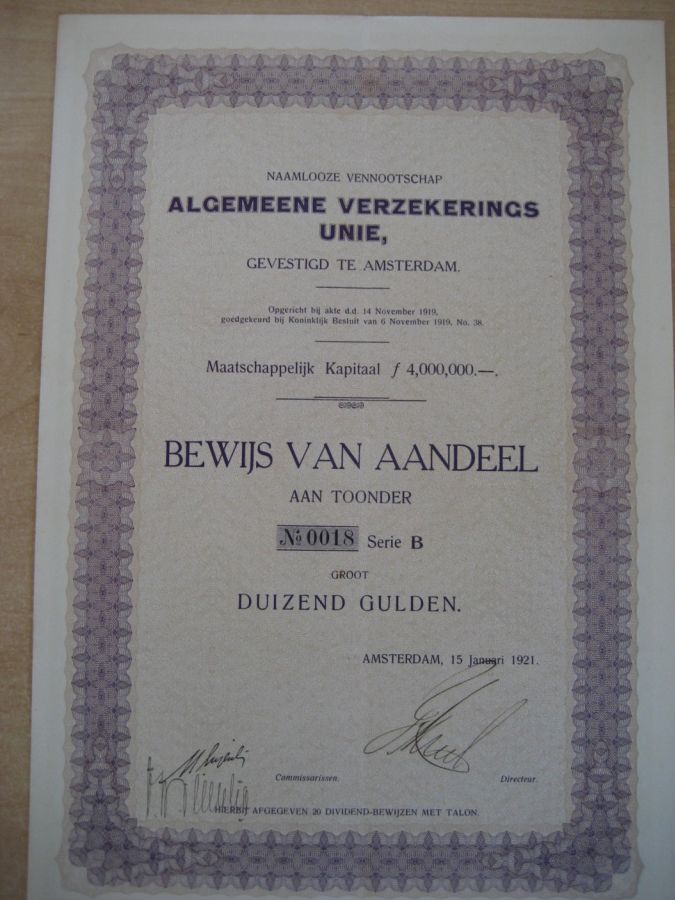 NAAMLOOZE VENNOOTSCHAP
ALGEMEENE VERZEKERINGS
UNIE,
GEVESTIGD TE AMSTERDAM.
Opgericht bij akte d.d. 14 November 1919,
goedgekeurd bij Koninklijk Besluit van 6 November 1919, No. 38.
Maatschappelijk Kapitaal ƒ 4,000,000.—.
BEWIJS VAN AANDEEL
AAN TOONDER
No 0018 Serie B
GROOT
DUIZEND GULDEN.
AMSTERDAM, 15 Januari 1921.
Commissarissen. Directeur.
HIERBIJ AFGEGEVEN 20 DIVIDEND-BEWIJZEN MET TALON.